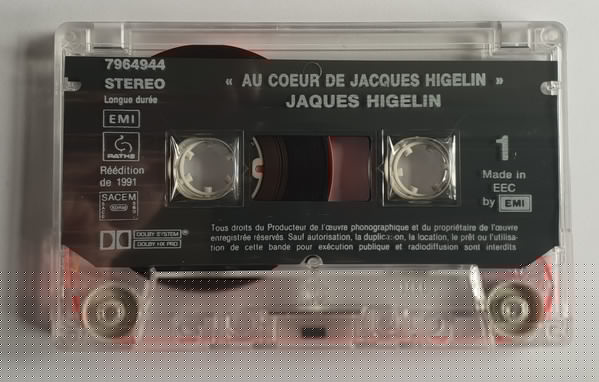 7964944
STEREO
Longue durée
EMI
PATHE
Réédition
de 1991
SACEM
« AU COEUR DE JACQUES HIGELIN »
JAQUES HIGELIN
1
Made in
EEC
by EMI
DOLBY SYSTEM®
DOLBY HX PRO
Tous droits du Producteur de l'œuvre phonographique et du propriétaire de l'œuvre
enregistrée réservés Sauf autorisation, la duplication, la location, le prêt ou l'utilisa-
tion de cette bande pour exécution publique et radiodiffusion sont interdits